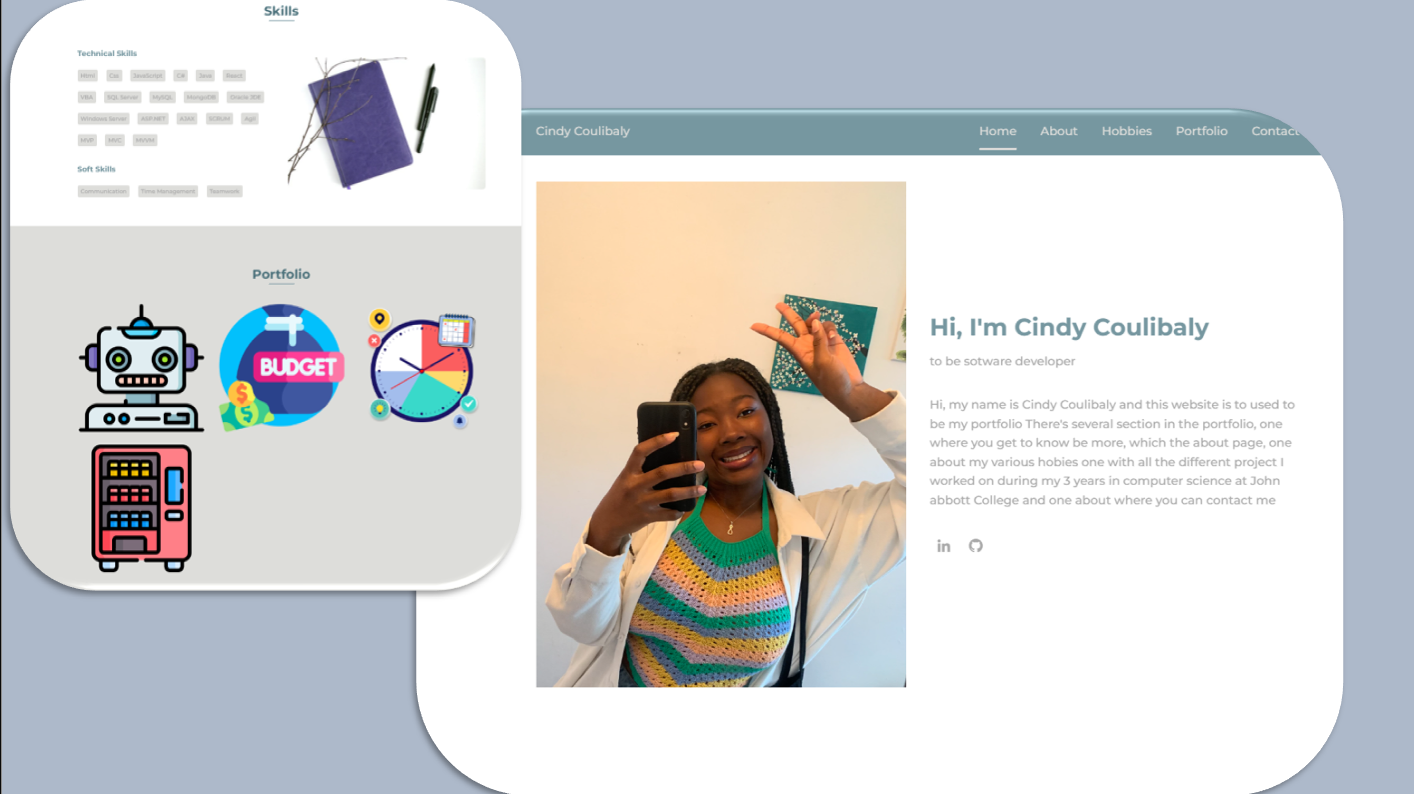 Skills
Technical Skills
Html Css JavaScript C# Java React
VBA SQL Server MySQL MongoDB Oracle JDE
Windows Server ASP.NET AJAX SCRUM Agil
MVP MVC MVVM
Soft Skills
Communication Time Management Teamwork
Portfolio
BUDGET
Cindy Coulibaly
Home About Hobbies Portfolio Contact
Hi, I'm Cindy Coulibaly
to be sotware developer
Hi, my name is Cindy Coulibaly and this website is to used to
be my portfolio There's several section in the portfolio, one
where you get to know be more, which the about page, one
about my various hobies one with all the different project I
worked on during my 3 years in computer science at John
abbott College and one about where you can contact me
in